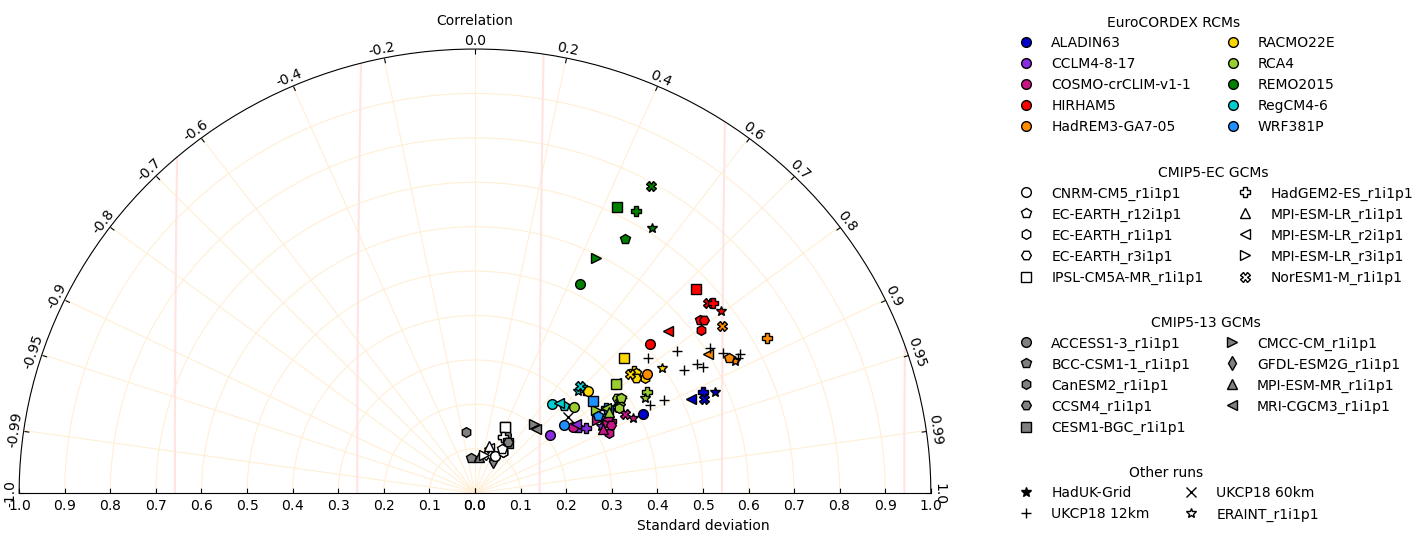 Correlation
-0.2 0.0 0.2
-0.4 0.4
-0.6 0.6
-0.7 0.7
-0.8 0.8
-0.9 0.9
-0.95 0.95
-0.99 0.99
-1.0 1.0
1.0 0.9 0.8 0.7 0.6 0.5 0.4 0.3 0.2 0.1 0.0 0.1 0.2 0.3 0.4 0.5 0.6 0.7 0.8 0.9 1.0
Standard deviation
EuroCORDEX RCMs
ALADIN63 RACMO22E
CCLM4-8-17 RCA4
COSMO-crCLIM-v1-1 REMO2015
HIRHAM5 RegCM4-6
HadREM3-GA7-05 WRF381P
CMIP5-EC GCMs
CNRM-CM5_r1i1p1 HadGEM2-ES_r1i1p1
EC-EARTH_r12i1p1 MPI-ESM-LR_r1i1p1
EC-EARTH_r1i1p1 MPI-ESM-LR_r2i1p1
EC-EARTH_r3i1p1 MPI-ESM-LR_r3i1p1
IPSL-CM5A-MR_r1i1p1 NorESM1-M_r1i1p1
CMIP5-13 GCMs
ACCESS1-3_r1i1p1 CMCC-CM_r1i1p1
BCC-CSM1-1_r1i1p1 GFDL-ESM2G_r1i1p1
CanESM2_r1i1p1 MPI-ESM-MR_r1i1p1
CCSM4_r1i1p1 MRI-CGCM3_r1i1p1
CESM1-BGC_r1i1p1
Other runs
HadUK-Grid UKCP18 60km
UKCP18 12km ERAINT_r1i1p1